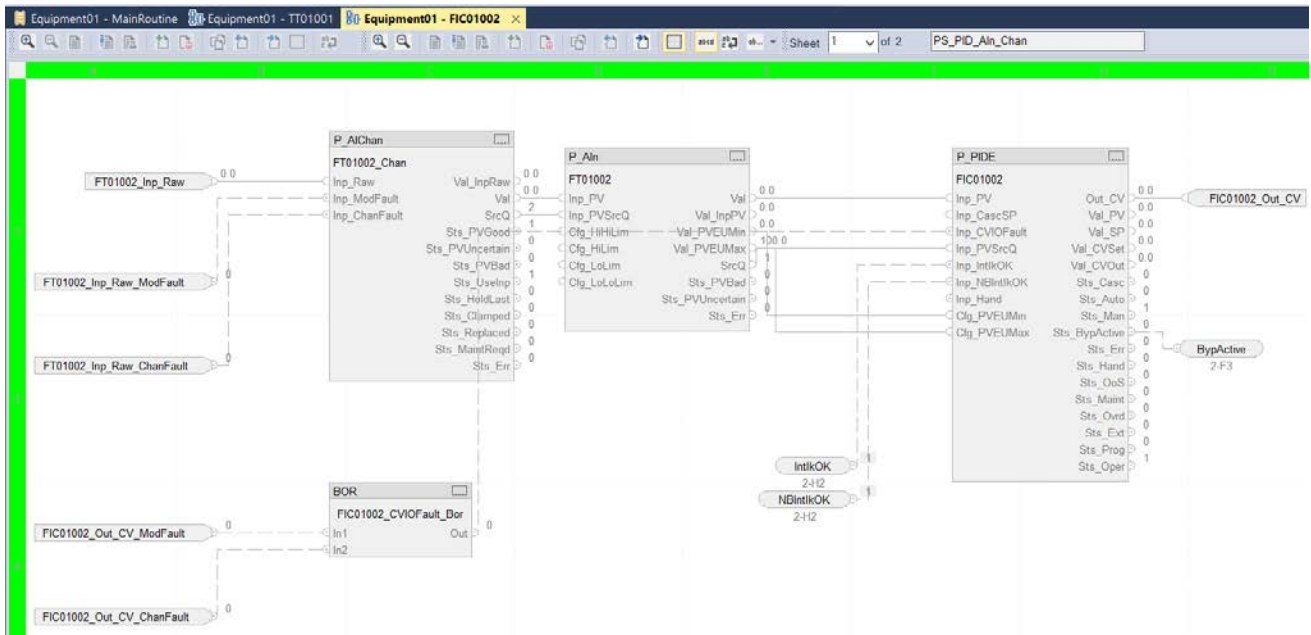 Equipment01 - MainRoutine Equipment01 - TT01001 Equipment01 - FIC01002 ×
Sheet 1 of 2 PS_PID_AIn_Chan
P_AIChan
FT01002_Chan
Inp_Raw Val_InpRaw 0.0
Inp_ModFault Val 0.0
Inp_ChanFault SrcQ 2
Sts_PVGood 1
Sts_PVUncertain 0
Sts_PVBad 0
Sts_UseInp 1
Sts_HoldLast 0
Sts_Clamped 0
Sts_Replaced 0
Sts_MaintReqd 0
Sts_Err 0
FT01002_Inp_Raw 0.0
FT01002_Inp_Raw_ModFault 0
FT01002_Inp_Raw_ChanFault 0
P_AIn
FT01002
Inp_PV Val 0.0
Inp_PVSrcQ Val_InpPV 0.0
Cfg_HiHiLim Val_PVEUMin 0.0
Cfg_HiLim Val_PVEUMax 100.0
Cfg_LoLim SrcQ
Cfg_LoLoLim Sts_PVBad
Sts_PVUncertain
Sts_Err
P_PIDE
FIC01002
Inp_PV Out_CV 0.0
Inp_CascSP Val_PV 0.0
Inp_CVIOFault Val_SP 0.0
Inp_PVSrcQ Val_CVSet 0.0
Inp_IntlkOK Val_CVOut 0.0
Inp_NBIntlkOK Sts_Casc 0
Inp_Hand Sts_Auto 0
Cfg_PVEUMin Sts_Man 1
Cfg_PVEUMax Sts_BypActive 0
Sts_Err 0
Sts_Hand 0
Sts_OoS 0
Sts_Maint 0
Sts_Ovrd 0
Sts_Ext 0
Sts_Prog 0
Sts_Oper 1
FIC01002_Out_CV
BypActive
2-F3
IntlkOK 1
2-H2
NBIntlkOK 1
2-H2
BOR
FIC01002_CVIOFault_Bor
In1 Out 0
In2
FIC01002_Out_CV_ModFault 0
FIC01002_Out_CV_ChanFault 0